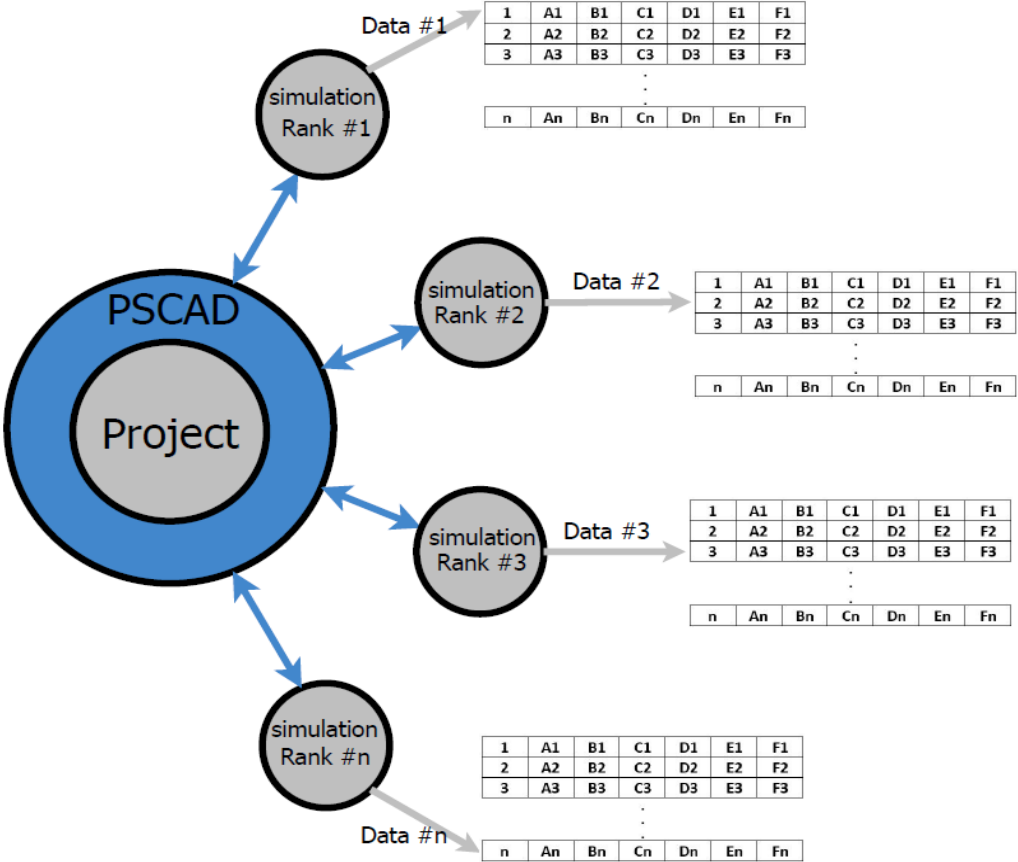 Data #1
1 A1 B1 C1 D1 E1 F1
2 A2 B2 C2 D2 E2 F2
3 A3 B3 C3 D3 E3 F3
.
.
.
n An Bn Cn Dn En Fn
simulation
Rank #1
PSCAD
Project
simulation
Rank #2
Data #2
1 A1 B1 C1 D1 E1 F1
2 A2 B2 C2 D2 E2 F2
3 A3 B3 C3 D3 E3 F3
.
.
.
n An Bn Cn Dn En Fn
simulation
Rank #3
Data #3
1 A1 B1 C1 D1 E1 F1
2 A2 B2 C2 D2 E2 F2
3 A3 B3 C3 D3 E3 F3
.
.
.
n An Bn Cn Dn En Fn
simulation
Rank #n
Data #n
1 A1 B1 C1 D1 E1 F1
2 A2 B2 C2 D2 E2 F2
3 A3 B3 C3 D3 E3 F3
.
.
.
n An Bn Cn Dn En Fn